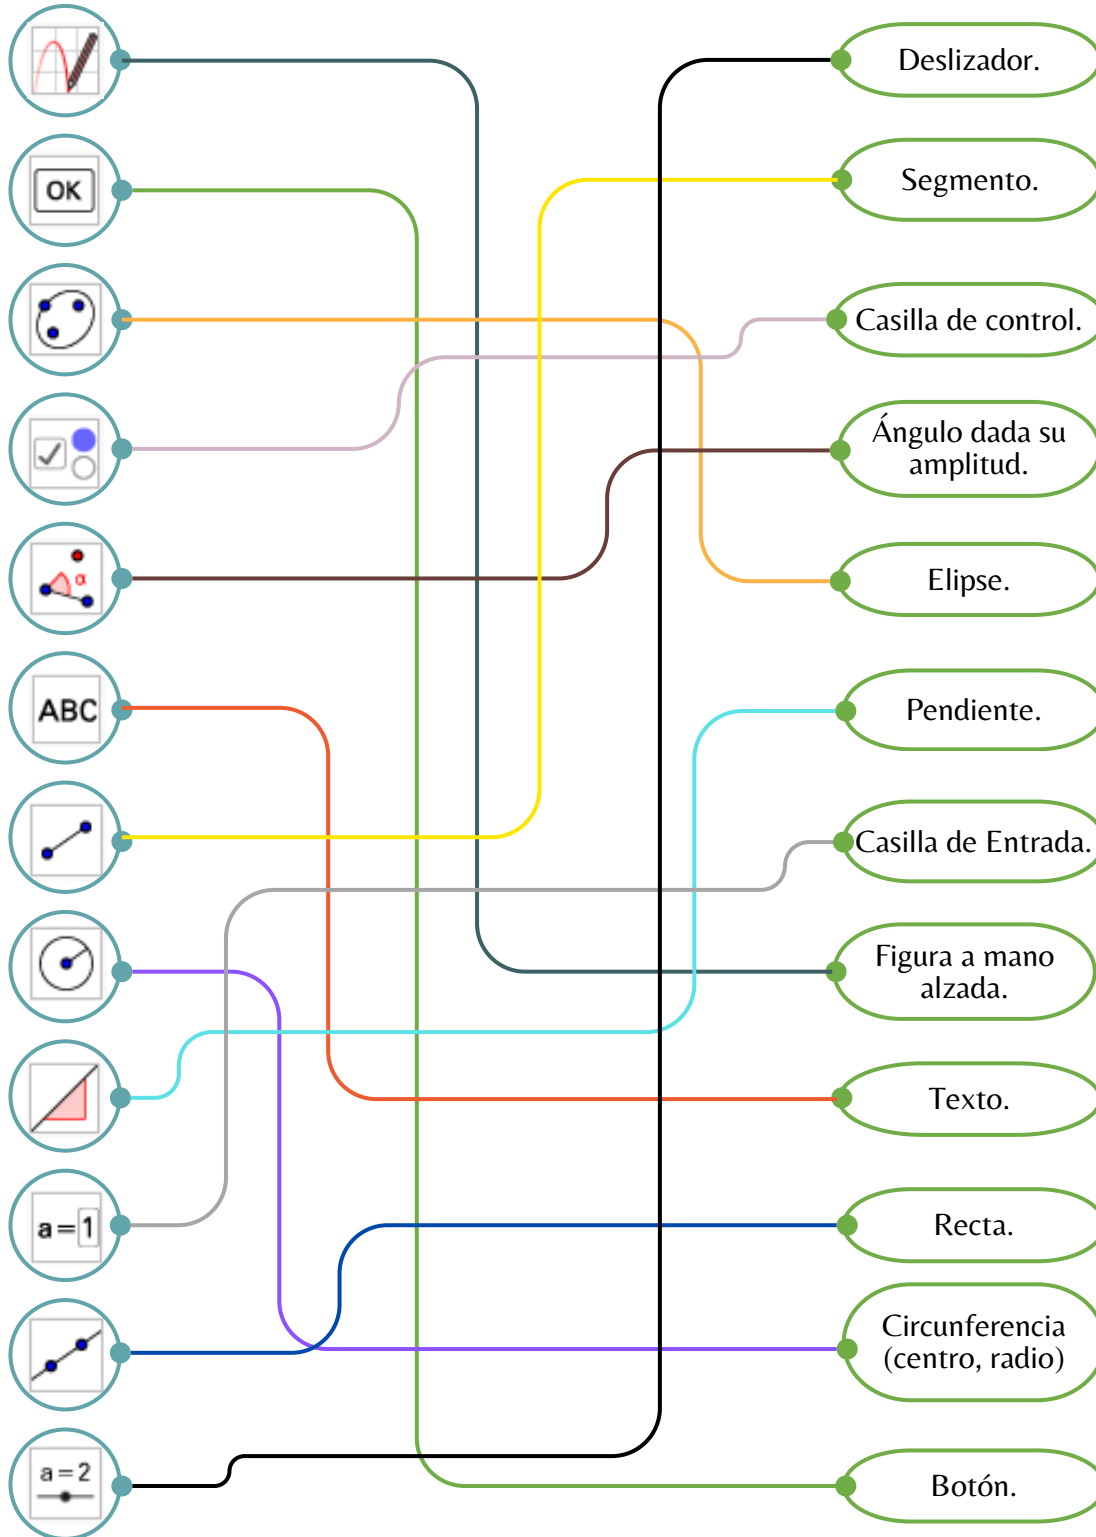 Deslizador.
OK
Segmento.
Casilla de control.
Ángulo dada su
amplitud.
α
Elipse.
ABC
Pendiente.
Casilla de Entrada.
Figura a mano
alzada.
Texto.
a=1
Recta.
Circunferencia
(centro, radio)
a=2
Botón.